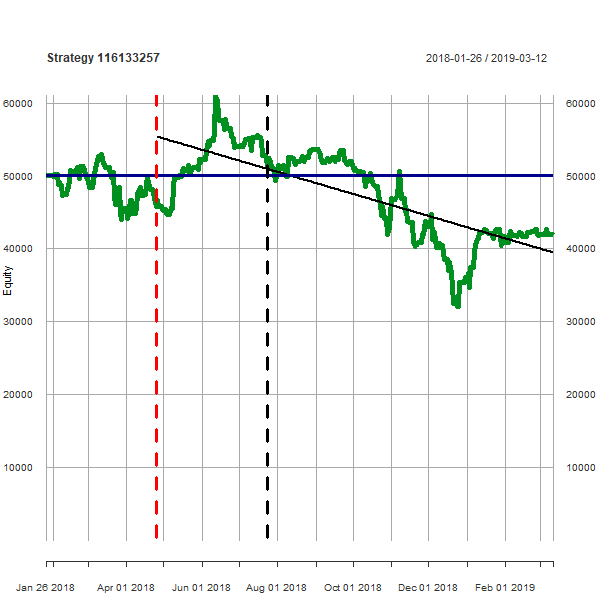 Strategy 116133257
2018-01-26 / 2019-03-12
60000
60000
50000
50000
40000
40000
Equity
30000
30000
20000
20000
10000
10000
Jan 26 2018
Apr 01 2018
Jun 01 2018
Aug 01 2018
Oct 01 2018
Dec 01 2018
Feb 01 2019